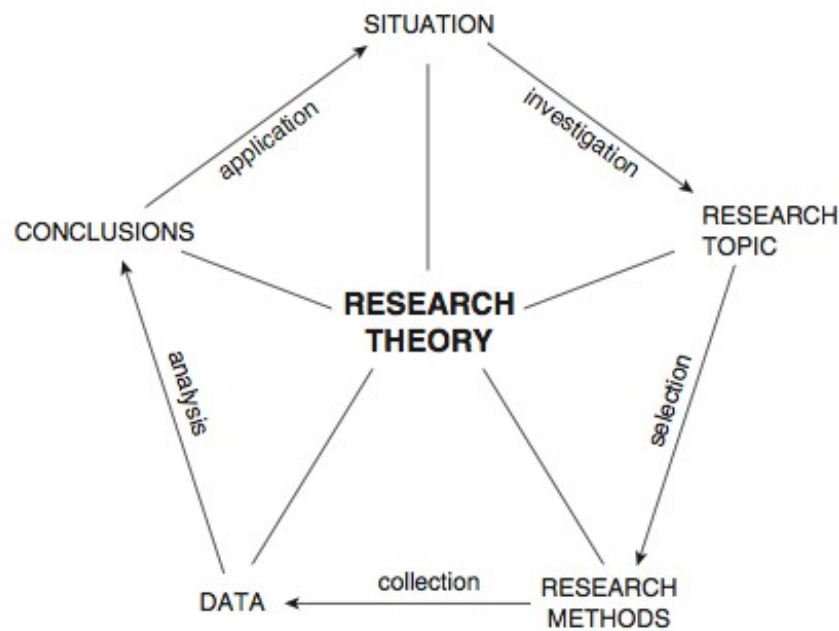 SITUATION
application
investigation
CONCLUSIONS
RESEARCH
TOPIC
RESEARCH
THEORY
analysis
selection
collection
DATA
RESEARCH
METHODS